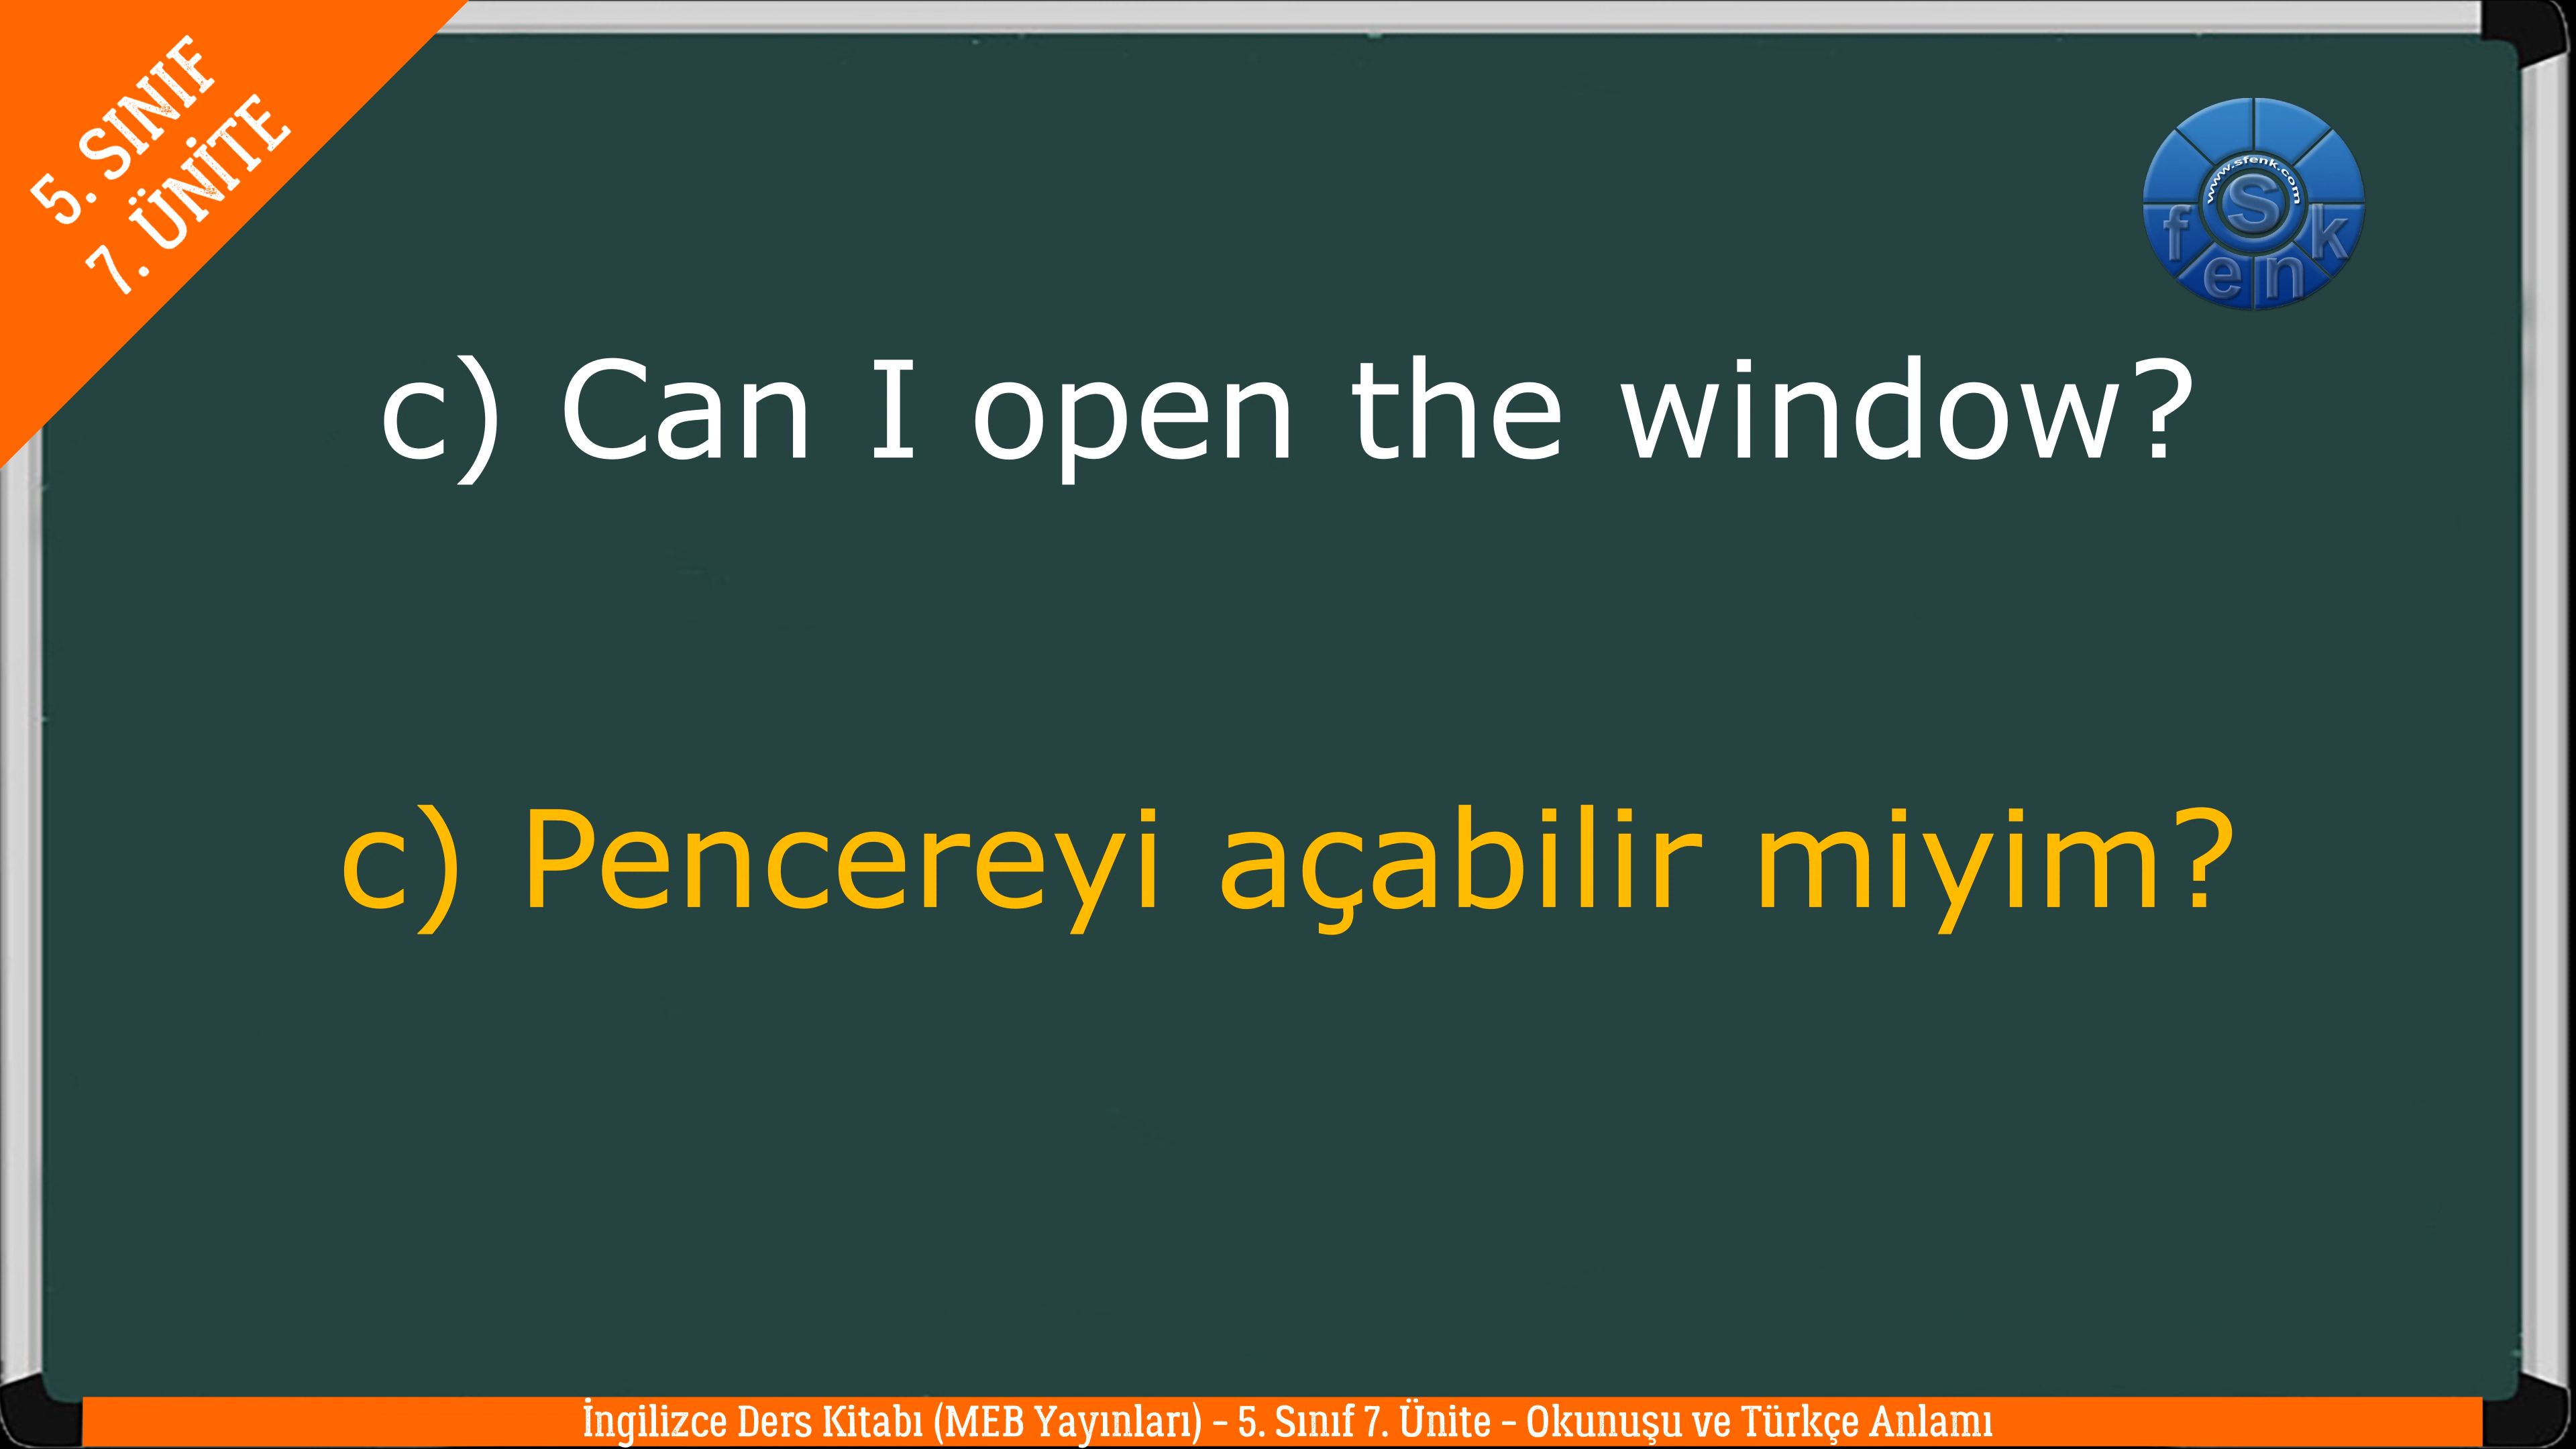 5. SINIF
7. ÜNİTE
www.sfenk.com
S
f e n k
c) Can I open the window?
c) Pencereyi açabilir miyim?
İngilizce Ders Kitabı (MEB Yayınları) – 5. Sınıf 7. Ünite – Okunuşu ve Türkçe Anlamı